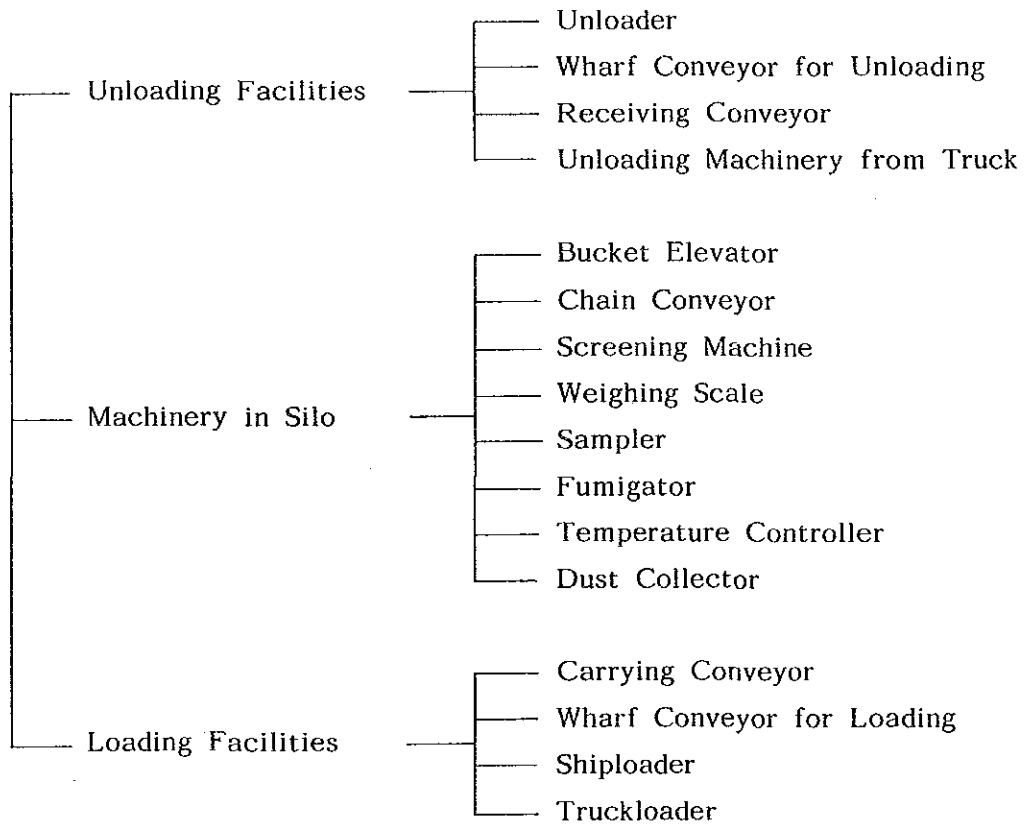 Unloading Facilities
Unloader
Wharf Conveyor for Unloading
Receiving Conveyor
Unloading Machinery from Truck
Machinery in Silo
Bucket Elevator
Chain Conveyor
Screening Machine
Weighing Scale
Sampler
Fumigator
Temperature Controller
Dust Collector
Loading Facilities
Carrying Conveyor
Wharf Conveyor for Loading
Shiploader
Truckloader